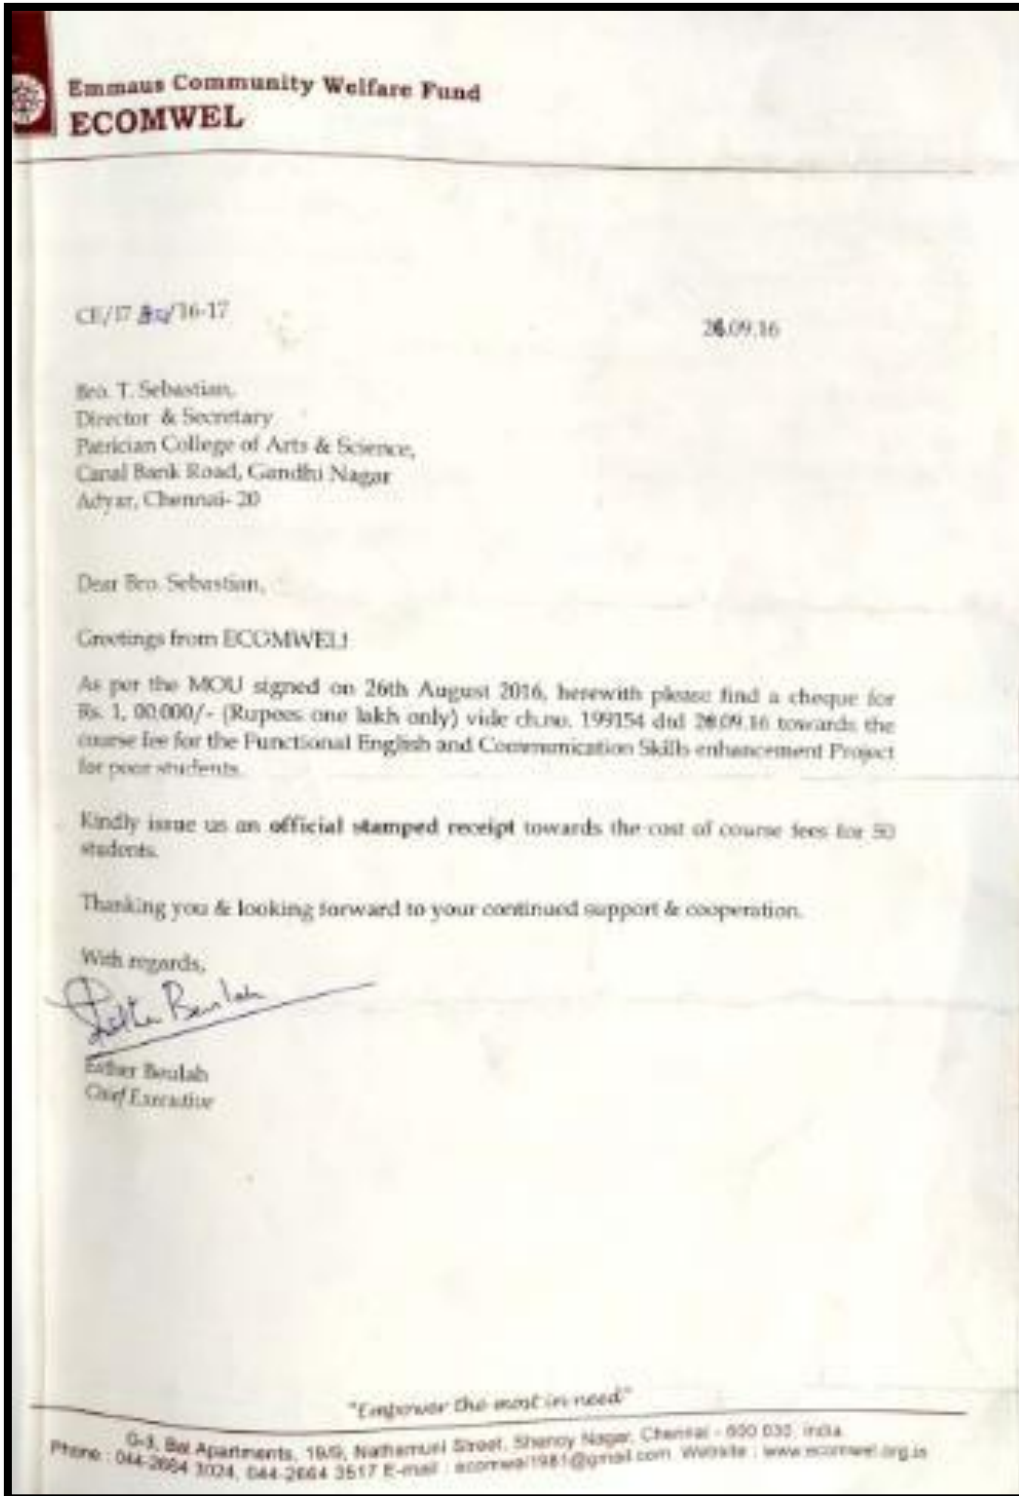 Emmaus Community Welfare Fund
ECOMWEL
CE/17 /16-17
.09.16
Bro. T. Sebastian,
Director & Secretary
Patrician College of Arts & Science,
Canal Bank Road, Gandhi Nagar
Adyar, Chennai- 20
Dear Bro. Sebastian,
Greetings from ECOMWEL!
As per the MOU signed on 26th August 2016, herewith please find a cheque for
Rs. 1, 00.000/- (Rupees one lakh only) vide ch.no. 199154 dtd .09.16 towards the
course fee for the Functional English and Communication Skills enhancement Project
for poor students.
Kindly issue us an official stamped receipt towards the cost of course fees for 50
students.
Thanking you & looking forward to your continued support & cooperation.
With regards,
Esther Beulah
Esther Beulah
Chief Executive
"Empower the most in need"
G-3, Bal Apartments, 19/9, Nathamuni Street, Shenoy Nagar, Chennai - 600 030, India
Phone : 044-2664 3024, 044-2664 3517 E-mail : ecomwel1981@gmail.com Website : www.ecomwel.org.in